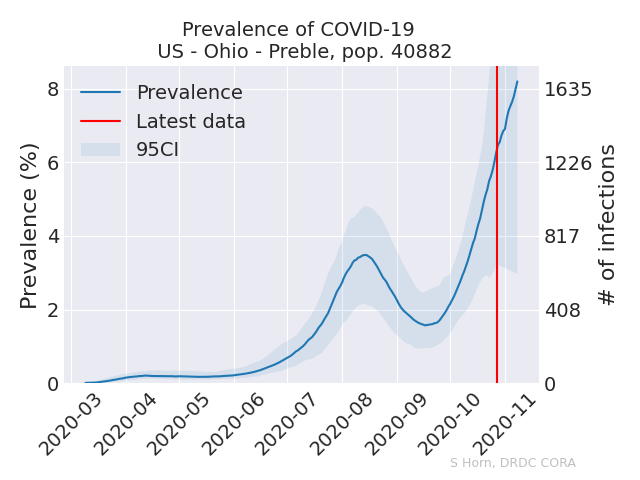 Prevalence of COVID-19
US - Ohio - Preble, pop. 40882
Prevalence
Latest data
95CI
Prevalence (%)
8
6
4
2
0
1635
1226
817
408
0
# of infections
2020-03
2020-04
2020-05
2020-06
2020-07
2020-08
2020-09
2020-10
2020-11
S Horn, DRDC CORA